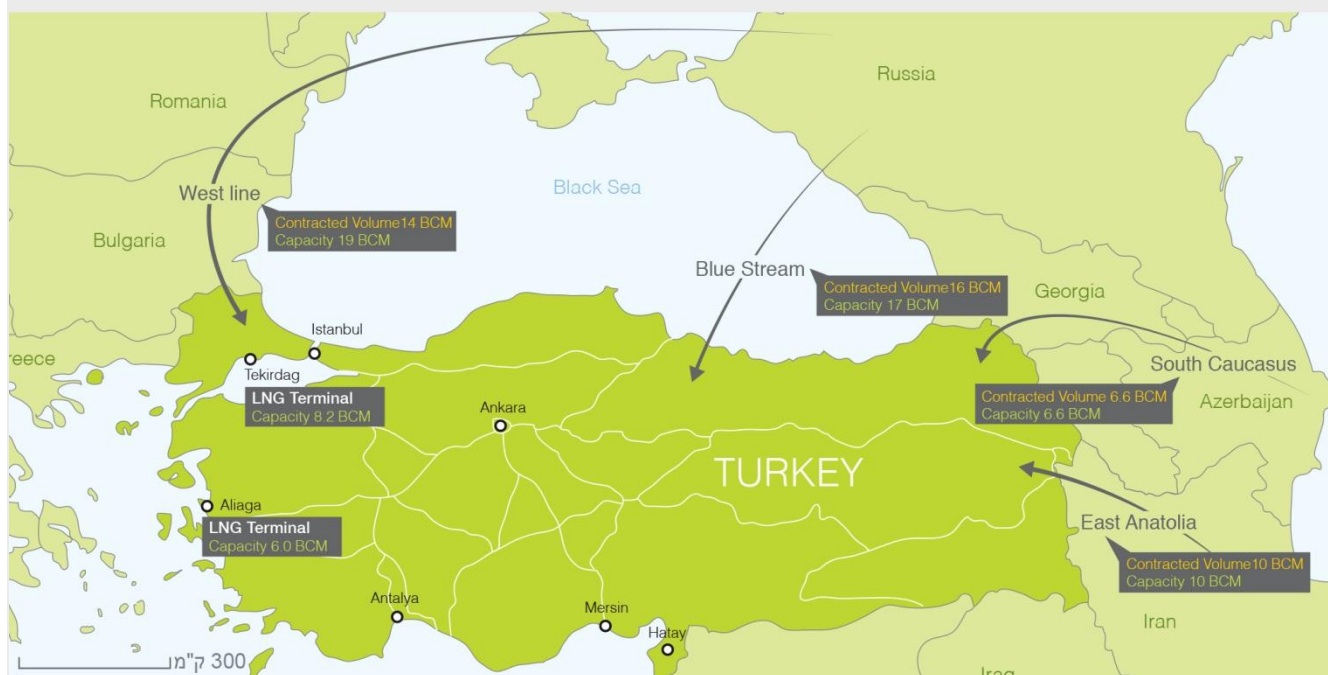 Russia
Romania
West line
Black Sea
Contracted Volume14 BCM
Capacity 19 BCM
Bulgaria
Blue Stream
Contracted Volume16 BCM
Capacity 17 BCM
Georgia
Istanbul
reece
Tekirdag
South Caucasus
LNG Terminal
Capacity 8.2 BCM
Contracted Volume 6.6 BCM
Capacity 6.6 BCM
Azerbaijan
Ankara
TURKEY
Aliaga
LNG Terminal
Capacity 6.0 BCM
East Anatolia
Contracted Volume10 BCM
Capacity 10 BCM
Antalya
Mersin
Hatay
Iran
300 ק"מ
Iraq